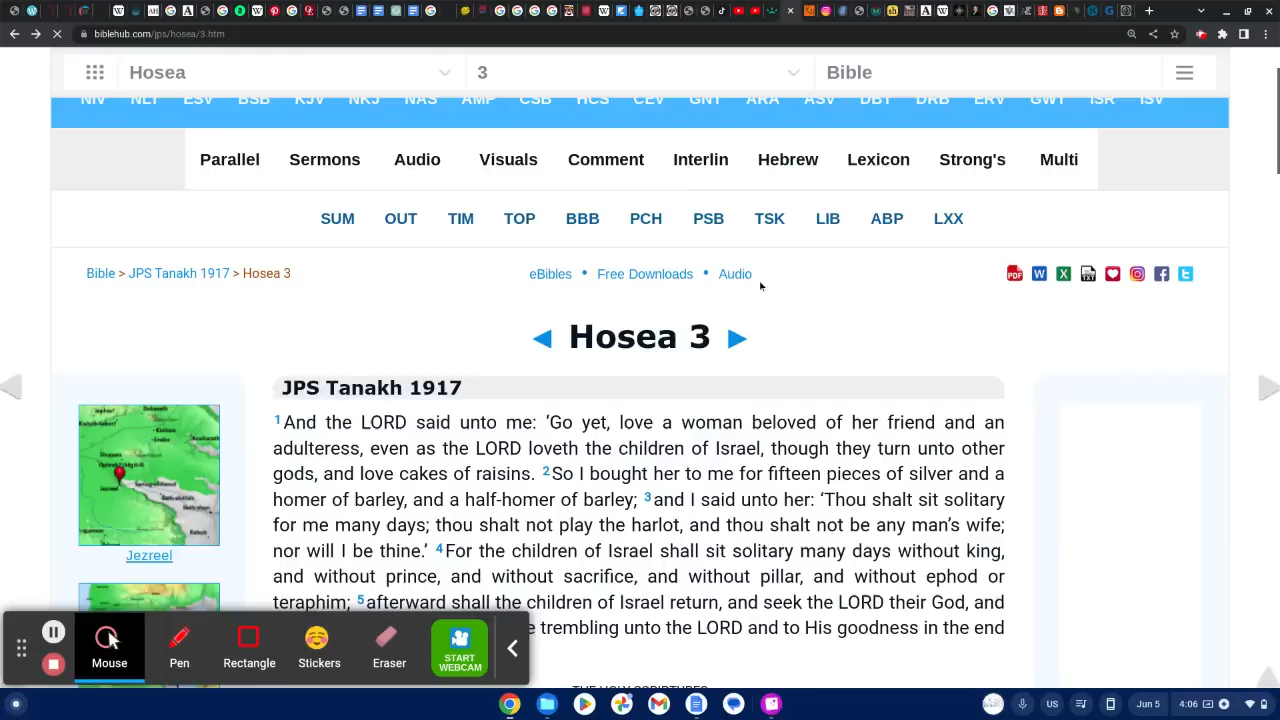 biblehub.com/jps/hosea/3.htm
Hosea 3 Bible
NIV NLT ESV BSB KJV NKJ NAS AMP CSB HCS CEV GNT ARA ASV DBT DRB ERV GWT ISR ISV
Parallel Sermons Audio Visuals Comment Interlin Hebrew Lexicon Strong's Multi
SUM OUT TIM TOP BBB PCH PSB TSK LIB ABP LXX
Bible > JPS Tanakh 1917 > Hosea 3 eBibles • Free Downloads • Audio PDF W X TXT
◄ Hosea 3 ►
JPS Tanakh 1917
1And the LORD said unto me: ‘Go yet, love a woman beloved of her friend and an
adulteress, even as the LORD loveth the children of Israel, though they turn unto other
gods, and love cakes of raisins. 2So I bought her to me for fifteen pieces of silver and a
homer of barley, and a half-homer of barley; 3and I said unto her: ‘Thou shalt sit solitary
for me many days; thou shalt not play the harlot, and thou shalt not be any man’s wife;
nor will I be thine.’ 4For the children of Israel shall sit solitary many days without king,
and without prince, and without sacrifice, and without pillar, and without ephod or
teraphim; 5afterward shall the children of Israel return, and seek the LORD their God, and
trembling unto the LORD and to His goodness in the end
Jezreel
THE HOLY SCRIPTURES
Mouse Pen Rectangle Stickers Eraser START WEBCAM
US Jun 5 4:06